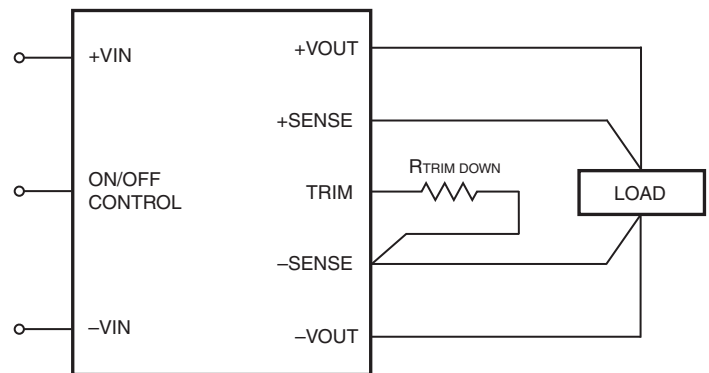 +VIN
ON/OFF
CONTROL
–VIN
+VOUT
+SENSE
TRIM
–SENSE
–VOUT
RTRIM DOWN
LOAD